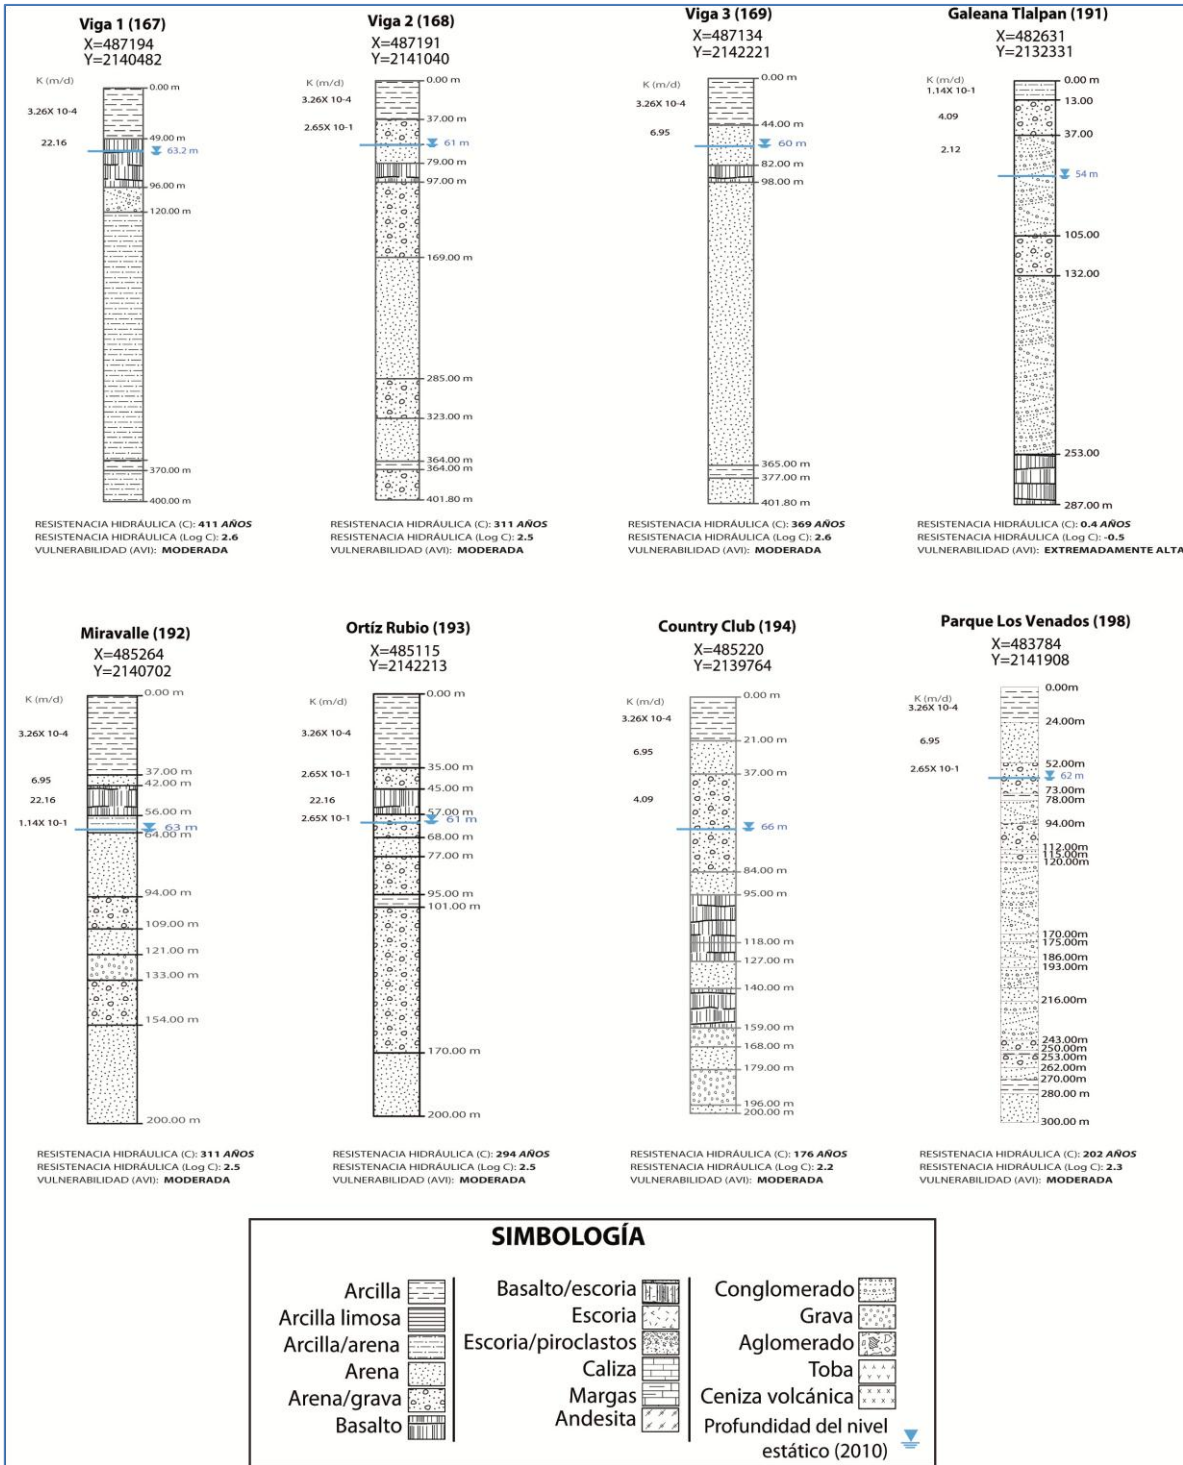 Viga 1 (167)
X=487194
Y=2140482
K (m/d)
0.00 m
3.26X 10-4
49.00 m
22.16
63.2 m
96.00 m
120.00 m
370.00 m
400.00 m
RESISTENACIA HIDRÁULICA (C): 411 AÑOS
RESISTENACIA HIDRÁULICA (Log C): 2.6
VULNERABILIDAD (AVI): MODERADA
Viga 2 (168)
X=487191
Y=2141040
K (m/d)
0.00 m
3.26X 10-4
37.00 m
2.65X 10-1
61 m
79.00 m
97.00 m
169.00 m
285.00 m
323.00 m
364.00 m
364.00 m
401.80 m
RESISTENACIA HIDRÁULICA (C): 311 AÑOS
RESISTENACIA HIDRÁULICA (Log C): 2.5
VULNERABILIDAD (AVI): MODERADA
Viga 3 (169)
X=487134
Y=2142221
K (m/d)
0.00 m
3.26X 10-4
44.00 m
6.95
60 m
82.00 m
98.00 m
365.00 m
377.00 m
401.80 m
RESISTENACIA HIDRÁULICA (C): 369 AÑOS
RESISTENACIA HIDRÁULICA (Log C): 2.6
VULNERABILIDAD (AVI): MODERADA
Galeana Tlalpan (191)
X=482631
Y=2132331
K (m/d)
0.00 m
1.14X 10-1
13.00
4.09
37.00
2.12
54 m
105.00
132.00
253.00
287.00 m
RESISTENACIA HIDRÁULICA (C): 0.4 AÑOS
RESISTENACIA HIDRÁULICA (Log C): -0.5
VULNERABILIDAD (AVI): EXTREMADAMENTE ALTA
Miravalle (192)
X=485264
Y=2140702
K (m/d)
0.00 m
3.26X 10-4
37.00 m
6.95
42.00 m
22.16
56.00 m
1.14X 10-1
63 m
64.00 m
94.00 m
109.00 m
121.00 m
133.00 m
154.00 m
200.00 m
RESISTENACIA HIDRÁULICA (C): 311 AÑOS
RESISTENACIA HIDRÁULICA (Log C): 2.5
VULNERABILIDAD (AVI): MODERADA
Ortíz Rubio (193)
X=485115
Y=2142213
K (m/d)
0.00 m
3.26X 10-4
35.00 m
2.65X 10-1
45.00 m
22.16
57.00 m
2.65X 10-1
61 m
68.00 m
77.00 m
95.00 m
101.00 m
170.00 m
200.00 m
RESISTENACIA HIDRÁULICA (C): 294 AÑOS
RESISTENACIA HIDRÁULICA (Log C): 2.5
VULNERABILIDAD (AVI): MODERADA
Country Club (194)
X=485220
Y=2139764
K (m/d)
0.00 m
3.26X 10-4
21.00 m
6.95
37.00 m
4.09
66 m
84.00 m
95.00 m
118.00 m
127.00 m
140.00 m
159.00 m
168.00 m
179.00 m
196.00 m
200.00 m
RESISTENACIA HIDRÁULICA (C): 176 AÑOS
RESISTENACIA HIDRÁULICA (Log C): 2.2
VULNERABILIDAD (AVI): MODERADA
Parque Los Venados (198)
X=483784
Y=2141908
K (m/d)
0.00m
3.26X 10-4
24.00m
6.95
52.00m
2.65X 10-1
62 m
73.00m
78.00m
94.00m
112.00m
115.00m
120.00m
170.00m
175.00m
186.00m
193.00m
216.00m
243.00m
250.00m
253.00m
262.00m
270.00m
280.00 m
300.00 m
RESISTENACIA HIDRÁULICA (C): 202 AÑOS
RESISTENACIA HIDRÁULICA (Log C): 2.3
VULNERABILIDAD (AVI): MODERADA
SIMBOLOGÍA
Arcilla
Arcilla limosa
Arcilla/arena
Arena
Arena/grava
Basalto
Basalto/escoria
Escoria
Escoria/piroclastos
Caliza
Margas
Andesita
Conglomerado
Grava
Aglomerado
Toba
Ceniza volcánica
Profundidad del nivel
estático (2010)